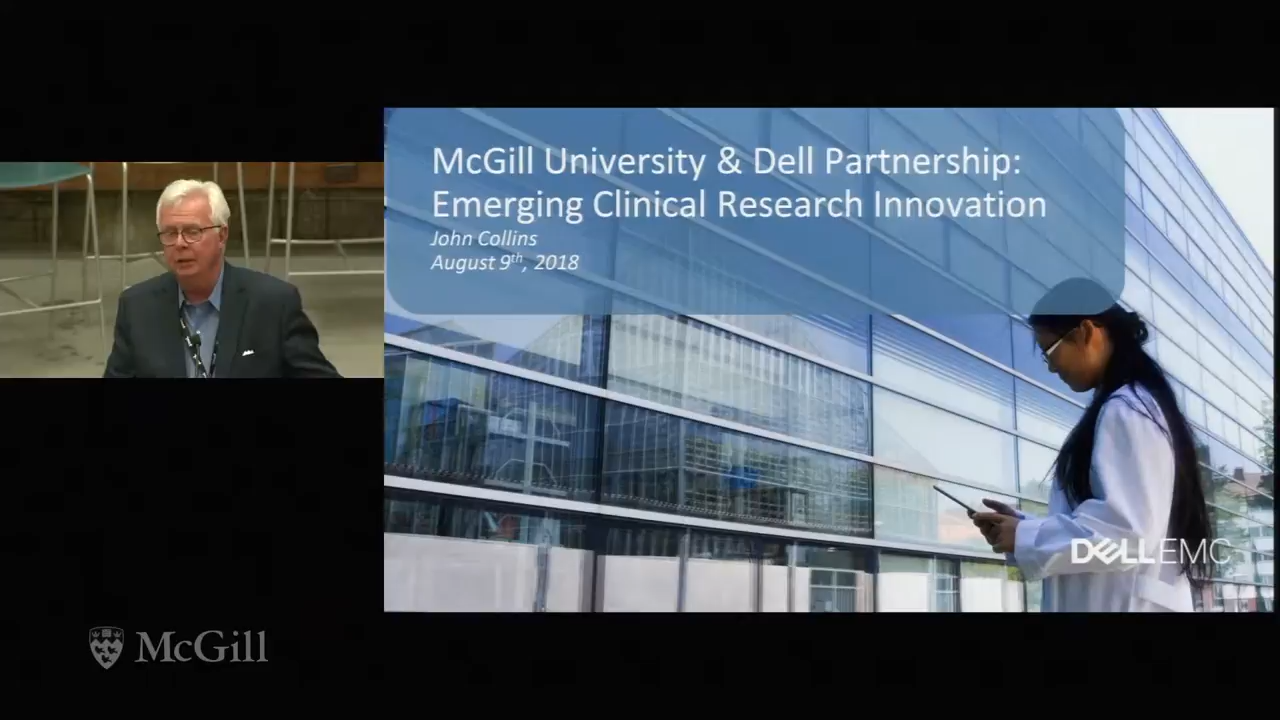 McGill University & Dell Partnership:
Emerging Clinical Research Innovation
John Collins
August 9th, 2018
DELLEMC
McGill